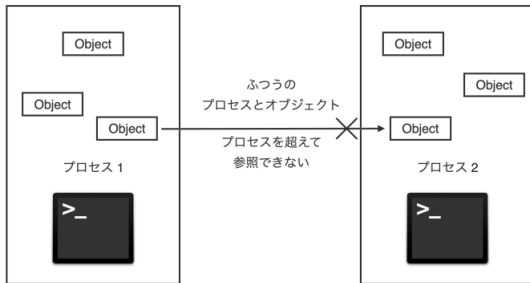 Object
Object
Object
プロセス 1
>_
ふつうの
プロセスとオブジェクト
プロセスを超えて
参照できない
Object
Object
Object
プロセス 2
>_